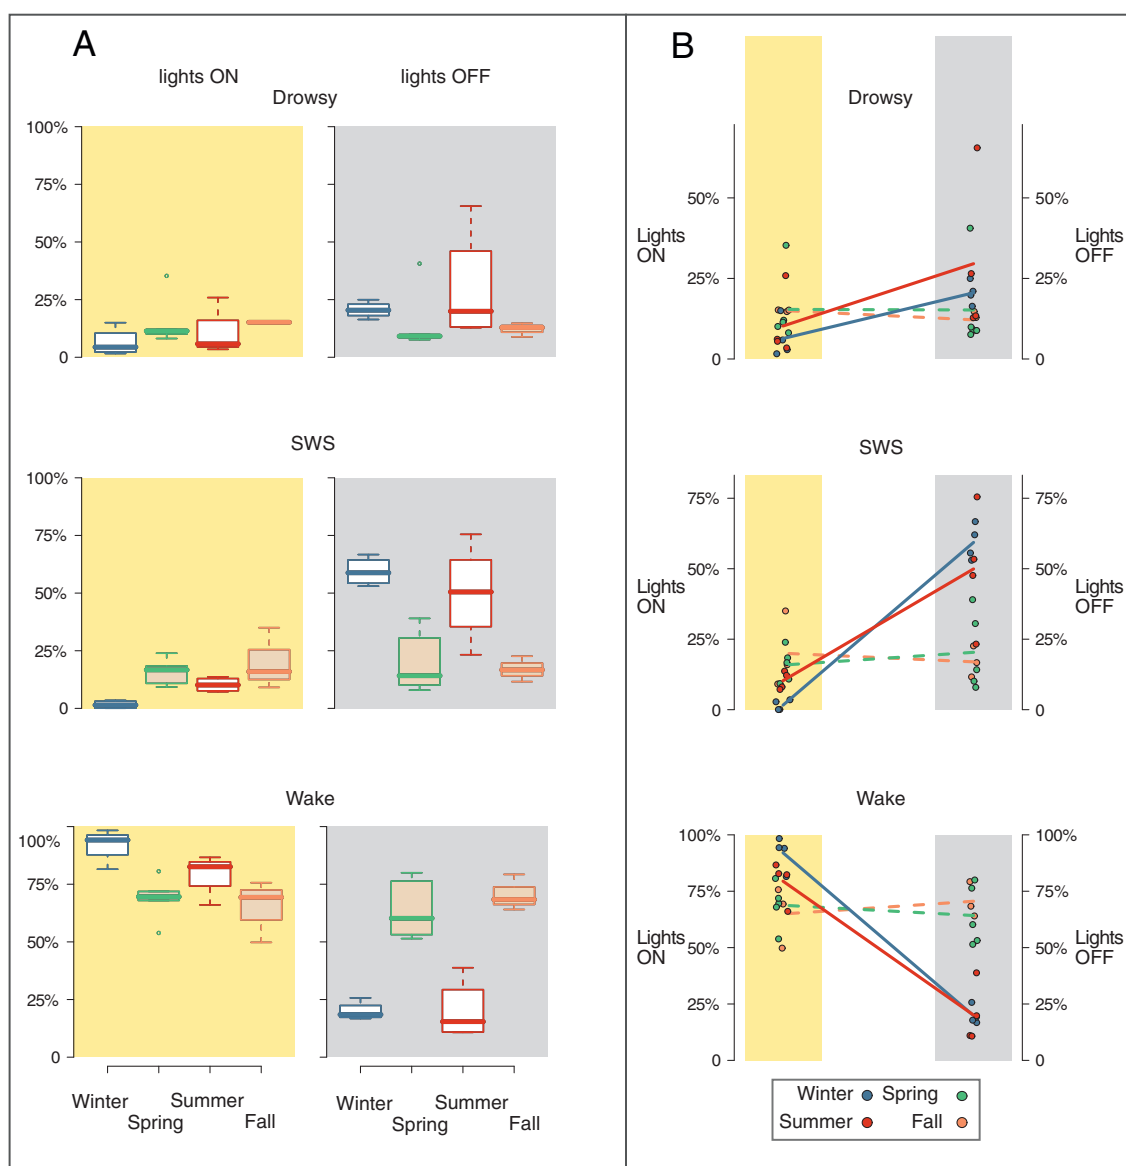 A
lights ON
lights OFF
Drowsy
100%
75%
50%
25%
0
SWS
100%
75%
50%
25%
0
Wake
100%
75%
50%
25%
0
Winter
Spring
Summer
Fall
Winter
Spring
Summer
Fall
B
Drowsy
50%
25%
0
Lights
ON
50%
25%
0
Lights
OFF
SWS
75%
50%
25%
0
Lights
ON
75%
50%
25%
0
Lights
OFF
Wake
100%
75%
50%
25%
0
Lights
ON
100%
75%
50%
25%
0
Lights
OFF
Winter Spring
Summer Fall